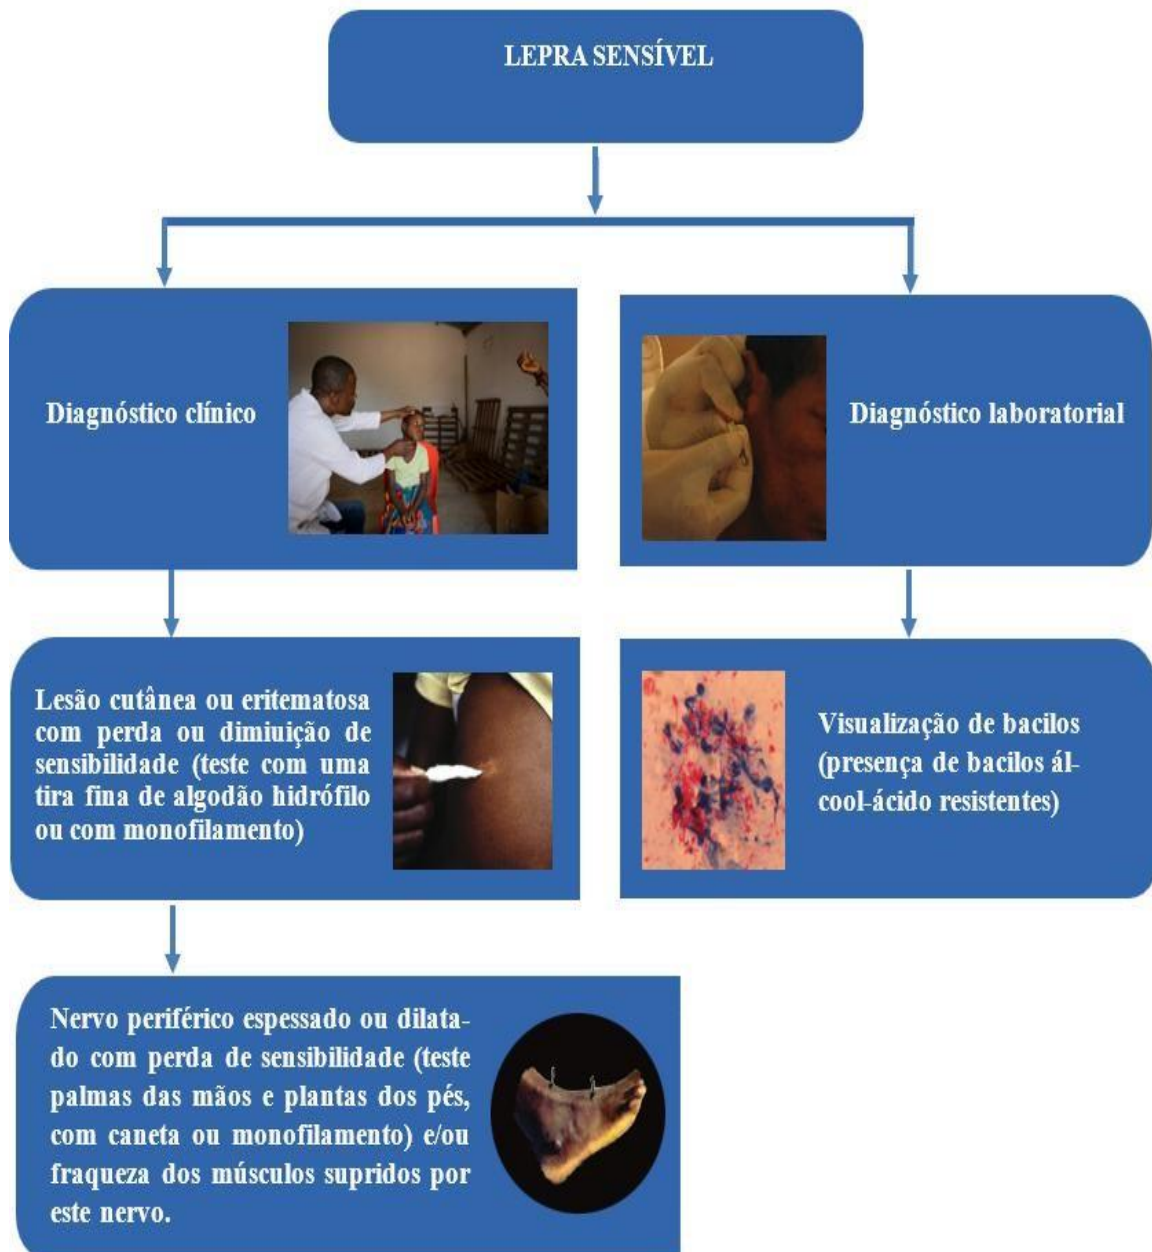 LEPRA SENSÍVEL
Diagnóstico clínico
Diagnóstico laboratorial
Lesão cutânea ou eritematosa
com perda ou dimiuição de
sensibilidade (teste com uma
tira fina de algodão hidrófilo
ou com monofilamento)
Visualização de bacilos
(presença de bacilos ál-
cool-ácido resistentes)
Nervo periférico espessado ou dilata-
do com perda de sensibilidade (teste
palmas das mãos e plantas dos pés,
com caneta ou monofilamento) e/ou
fraqueza dos músculos supridos por
este nervo.